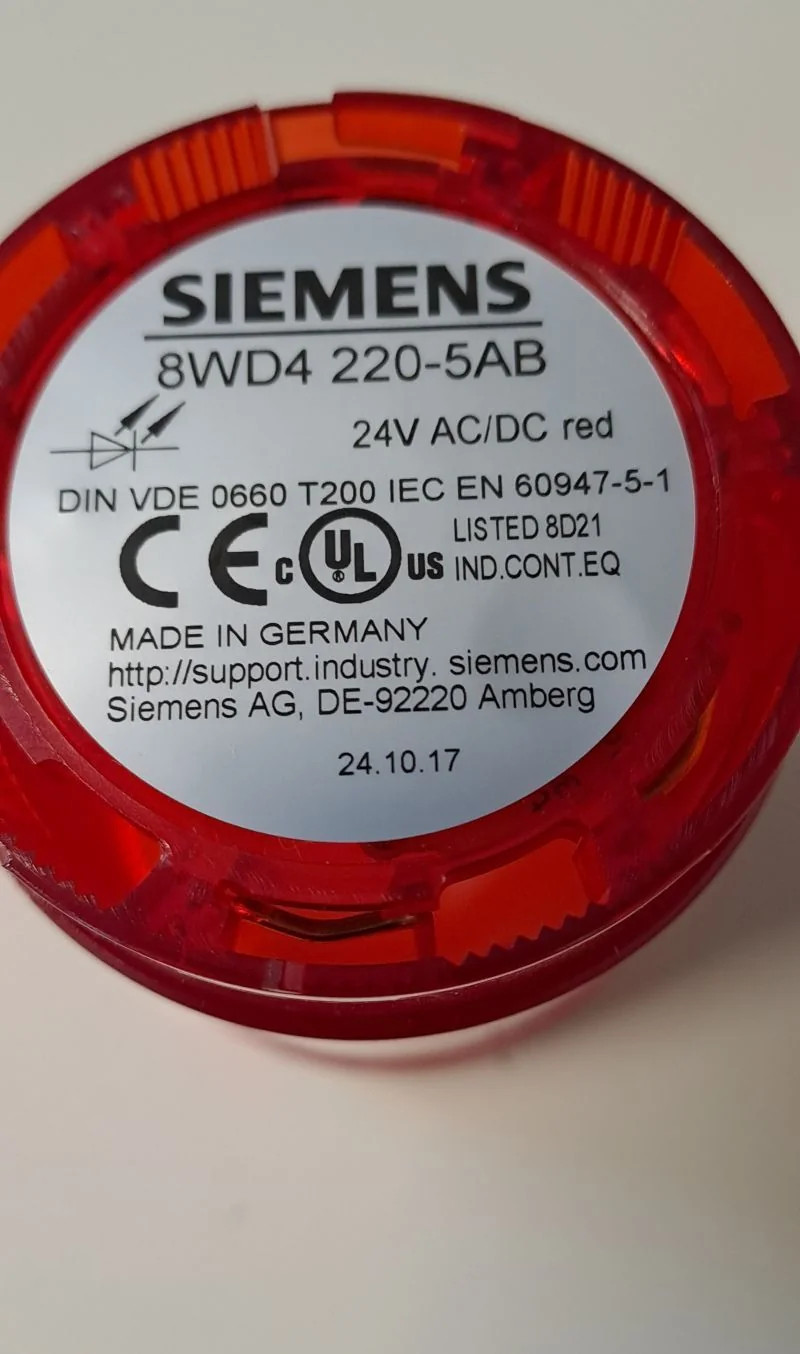 SIEMENS
8WD4 220-5AB
24V AC/DC red
DIN VDE 0660 T200 IEC EN 60947-5-1
CE c UL ® US LISTED 8D21
IND.CONT.EQ
MADE IN GERMANY
http://support.industry. siemens.com
Siemens AG, DE-92220 Amberg
24.10.17